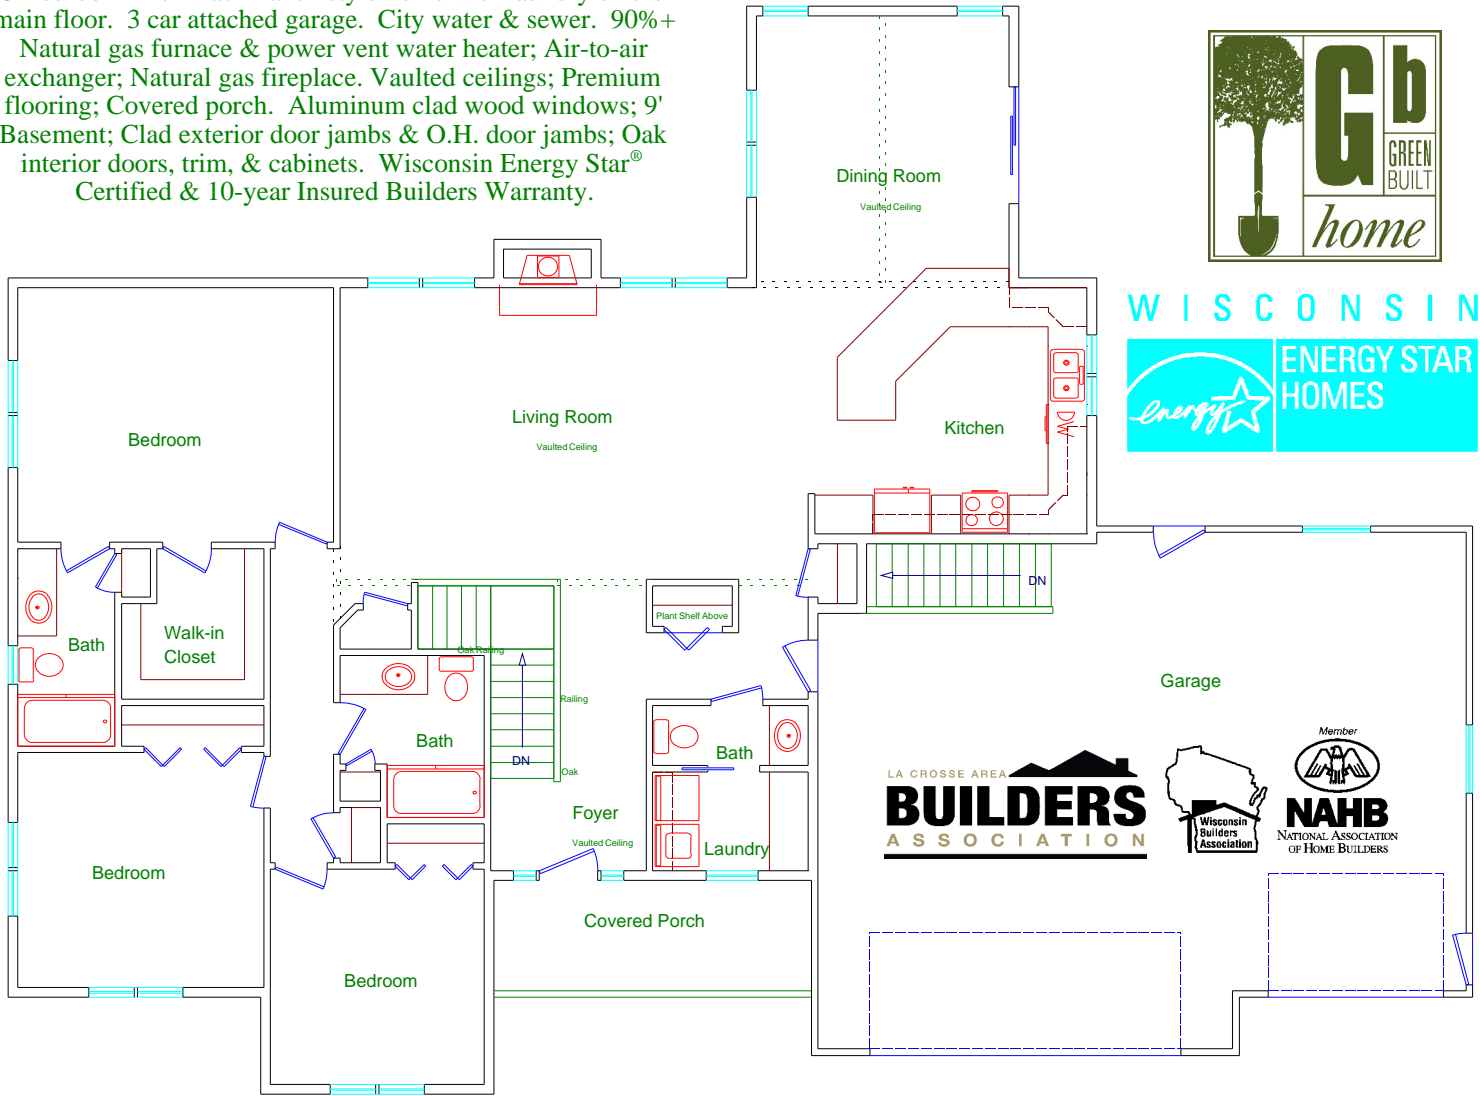 main floor. 3 car attached garage. City water & sewer. 90%+
Natural gas furnace & power vent water heater; Air-to-air
exchanger; Natural gas fireplace. Vaulted ceilings; Premium
flooring; Covered porch. Aluminum clad wood windows; 9'
Basement; Clad exterior door jambs & O.H. door jambs; Oak
interior doors, trim, & cabinets. Wisconsin Energy Star®
Certified & 10-year Insured Builders Warranty.
G b
GREEN
BUILT
home
WISCONSIN
energy
ENERGY STAR
HOMES
Dining Room
Vaulted Ceiling
Living Room
Vaulted Ceiling
Kitchen
DW
Bedroom
DN
Plant Shelf Above
Walk-in
Closet
Bath
Oak Railing
Railing
Garage
Bath
Bath
DN
Oak
Foyer
Vaulted Ceiling
Laundry
Bedroom
Covered Porch
Bedroom
LA CROSSE AREA
BUILDERS
ASSOCIATION
Wisconsin
Builders
Association
Member
NAHB
NATIONAL ASSOCIATION
OF HOME BUILDERS